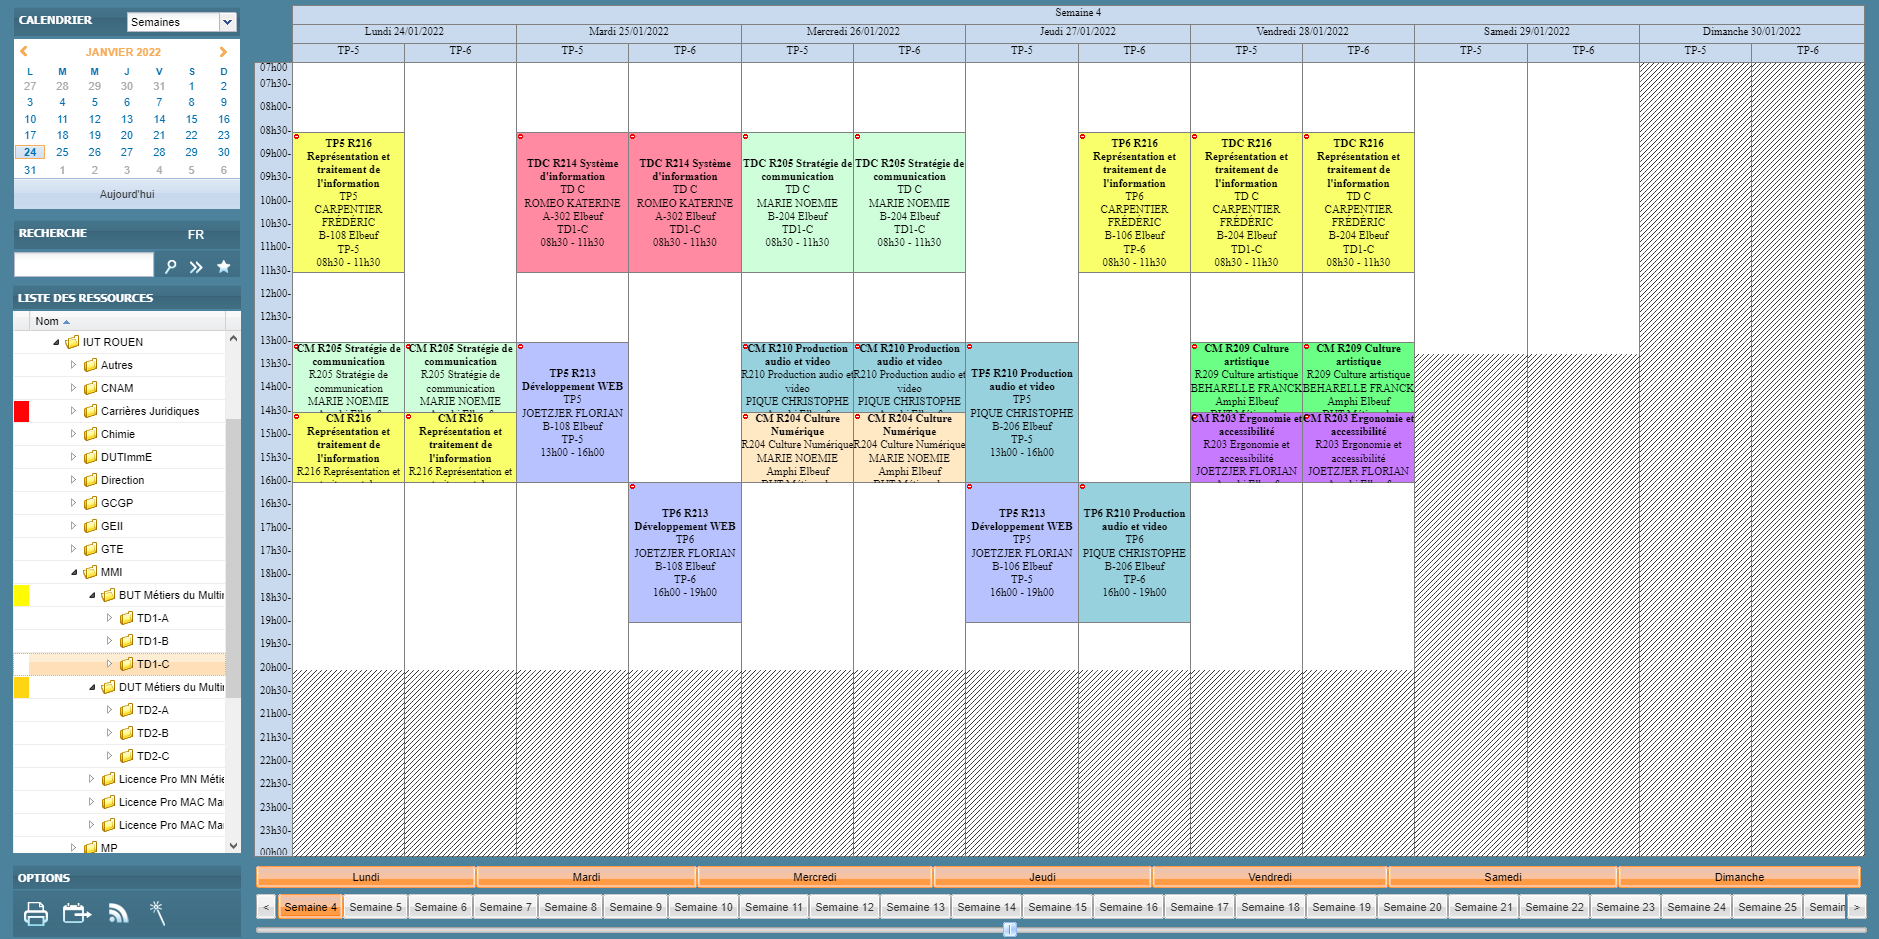 CALENDRIER
Semaines
JANVIER 2022
L M M J V S D
27 28 29 30 31 1 2
3 4 5 6 7 8 9
10 11 12 13 14 15 16
17 18 19 20 21 22 23
24 25 26 27 28 29 30
31 1 2 3 4 5 6
Aujourd'hui
RECHERCHE FR
LISTE DES RESSOURCES
Nom
IUT ROUEN
Autres
CNAM
Carrières Juridiques
Chimie
DUTImmE
Direction
GCGP
GEII
GTE
MMI
BUT Métiers du Multin
TD1-A
TD1-B
TD1-C
DUT Métiers du Multin
TD2-A
TD2-B
TD2-C
Licence Pro MN Métie
Licence Pro MAC Mar
Licence Pro MAC Mar
MP
OPTIONS
Semaine 4
Lundi 24/01/2022 Mardi 25/01/2022 Mercredi 26/01/2022 Jeudi 27/01/2022 Vendredi 28/01/2022 Samedi 29/01/2022 Dimanche 30/01/2022
TP-5 TP-6 TP-5 TP-6 TP-5 TP-6 TP-5 TP-6 TP-5 TP-6 TP-5 TP-6 TP-5 TP-6
07h00
07h30-
08h00-
08h30-
09h00-
09h30-
10h00-
10h30-
11h00-
11h30-
12h00-
12h30-
13h00-
13h30-
14h00-
14h30-
15h00-
15h30-
16h00-
16h30-
17h00-
17h30-
18h00-
18h30-
19h00-
19h30-
20h00-
20h30-
21h00-
21h30-
22h00-
22h30-
23h00-
23h30-
00h00
TP5 R216
Représentation et
traitement de
l'information
TP5
CARPENTIER
FRÉDÉRIC
B-108 Elbeuf
TP-5
08h30 - 11h30
CM R205 Stratégie de
communication
R205 Stratégie de
communication
MARIE NOEMIE
Amphi Elbeuf
CM R216
Représentation et
traitement de
l'information
R216 Représentation et
CM R205 Stratégie de
communication
R205 Stratégie de
communication
MARIE NOEMIE
Amphi Elbeuf
CM R216
Représentation et
traitement de
l'information
R216 Représentation et
TDC R214 Système
d'information
TD C
ROMEO KATERINE
A-302 Elbeuf
TD1-C
08h30 - 11h30
TP5 R213
Développement WEB
TP5
JOETZJER FLORIAN
B-108 Elbeuf
TP-5
13h00 - 16h00
TDC R214 Système
d'information
TD C
ROMEO KATERINE
A-302 Elbeuf
TD1-C
08h30 - 11h30
TP6 R213
Développement WEB
TP6
JOETZJER FLORIAN
B-108 Elbeuf
TP-6
16h00 - 19h00
TDC R205 Stratégie de
communication
TD C
MARIE NOEMIE
B-204 Elbeuf
TD1-C
08h30 - 11h30
CM R210 Production
audio et video
R210 Production audio et
video
PIQUE CHRISTOPHE
Amphi Elbeuf
CM R204 Culture
Numérique
R204 Culture Numérique
MARIE NOEMIE
Amphi Elbeuf
TDC R205 Stratégie de
communication
TD C
MARIE NOEMIE
B-204 Elbeuf
TD1-C
08h30 - 11h30
CM R210 Production
audio et video
R210 Production audio et
video
PIQUE CHRISTOPHE
Amphi Elbeuf
CM R204 Culture
Numérique
R204 Culture Numérique
MARIE NOEMIE
Amphi Elbeuf
TP5 R210 Production
audio et video
TP5
PIQUE CHRISTOPHE
B-206 Elbeuf
TP-5
13h00 - 16h00
TP5 R213
Développement WEB
TP5
JOETZJER FLORIAN
B-106 Elbeuf
TP-5
16h00 - 19h00
TP6 R216
Représentation et
traitement de
l'information
TP6
CARPENTIER
FRÉDÉRIC
B-106 Elbeuf
TP-6
08h30 - 11h30
TP6 R210 Production
audio et video
TP6
PIQUE CHRISTOPHE
B-206 Elbeuf
TP-6
16h00 - 19h00
TDC R216
Représentation et
traitement de
l'information
TD C
CARPENTIER
FRÉDÉRIC
B-204 Elbeuf
TD1-C
08h30 - 11h30
CM R209 Culture
artistique
R209 Culture artistique
BEHARELLE FRANCK
Amphi Elbeuf
CM R203 Ergonomie et
accessibilité
R203 Ergonomie et
accessibilité
JOETZJER FLORIAN
Amphi Elbeuf
TDC R216
Représentation et
traitement de
l'information
TD C
CARPENTIER
FRÉDÉRIC
B-204 Elbeuf
TD1-C
08h30 - 11h30
CM R209 Culture
artistique
R209 Culture artistique
BEHARELLE FRANCK
Amphi Elbeuf
CM R203 Ergonomie et
accessibilité
R203 Ergonomie et
accessibilité
JOETZJER FLORIAN
Amphi Elbeuf
Lundi Mardi Mercredi Jeudi Vendredi Samedi Dimanche
< Semaine 4 Semaine 5 Semaine 6 Semaine 7 Semaine 8 Semaine 9 Semaine 10 Semaine 11 Semaine 12 Semaine 13 Semaine 14 Semaine 15 Semaine 16 Semaine 17 Semaine 18 Semaine 19 Semaine 20 Semaine 21 Semaine 22 Semaine 23 Semaine 24 Semaine 25 Semain >